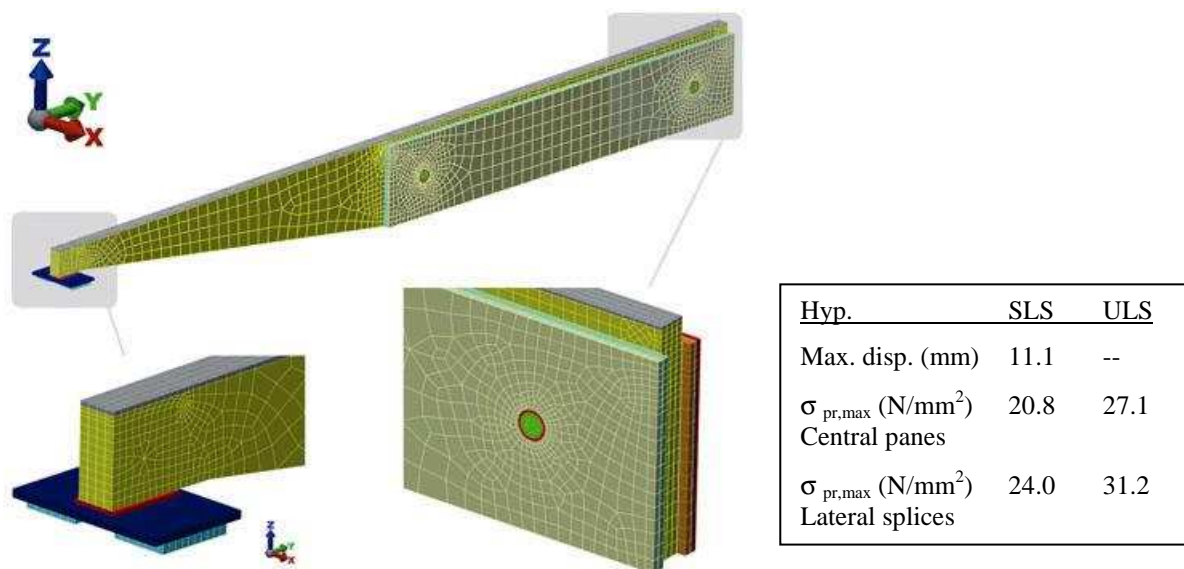 Z
Y
X
Z
Y
X
Hyp. SLS ULS
Max. disp. (mm) 11.1 --
σ pr,max (N/mm²) 20.8 27.1
Central panes
σ pr,max (N/mm²) 24.0 31.2
Lateral splices